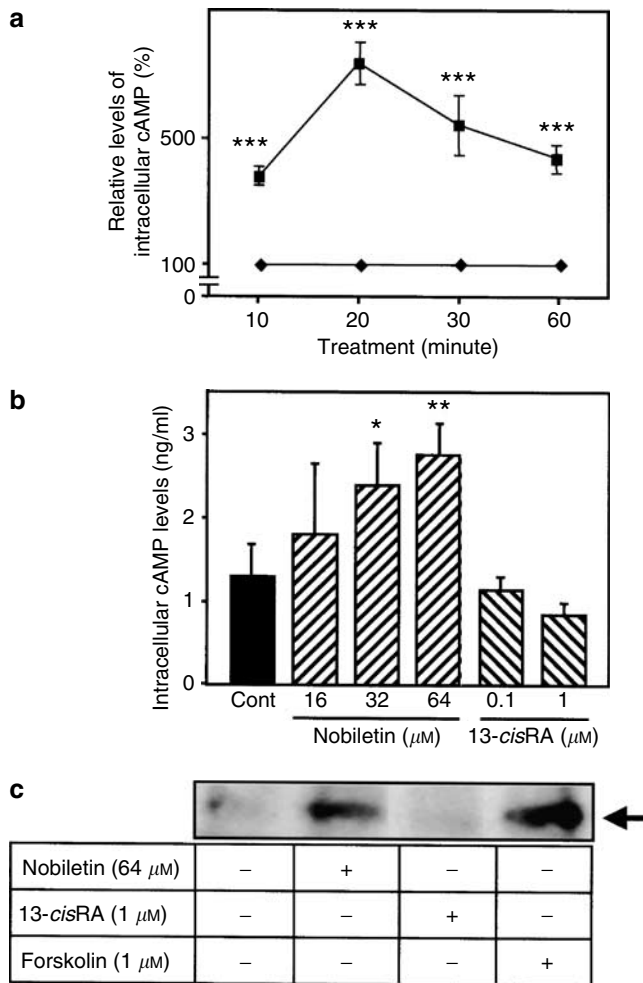 a
Relative levels of
intracellular cAMP (%)
500
100
0
***
***
***
***
10 20 30 60
Treatment (minute)
b
Intracellular cAMP levels (ng/ml)
3
2
1
0
*
**
Cont 16 32 64 0.1 1
Nobiletin (μM) 13-cisRA (μM)
c
Nobiletin (64 μM) – + – –
13-cisRA (1 μM) – – + –
Forskolin (1 μM) – – – +